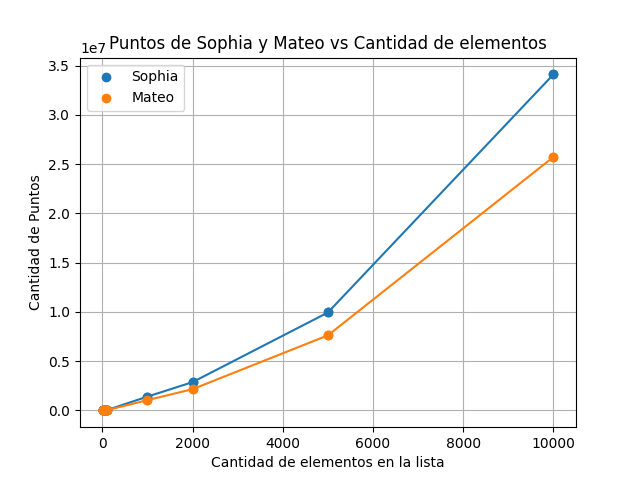 Puntos de Sophia y Mateo vs Cantidad de elementos
1e7
Sophia
Mateo
3.5
3.0
2.5
2.0
1.5
1.0
0.5
0.0
Cantidad de Puntos
0 2000 4000 6000 8000 10000
Cantidad de elementos en la lista